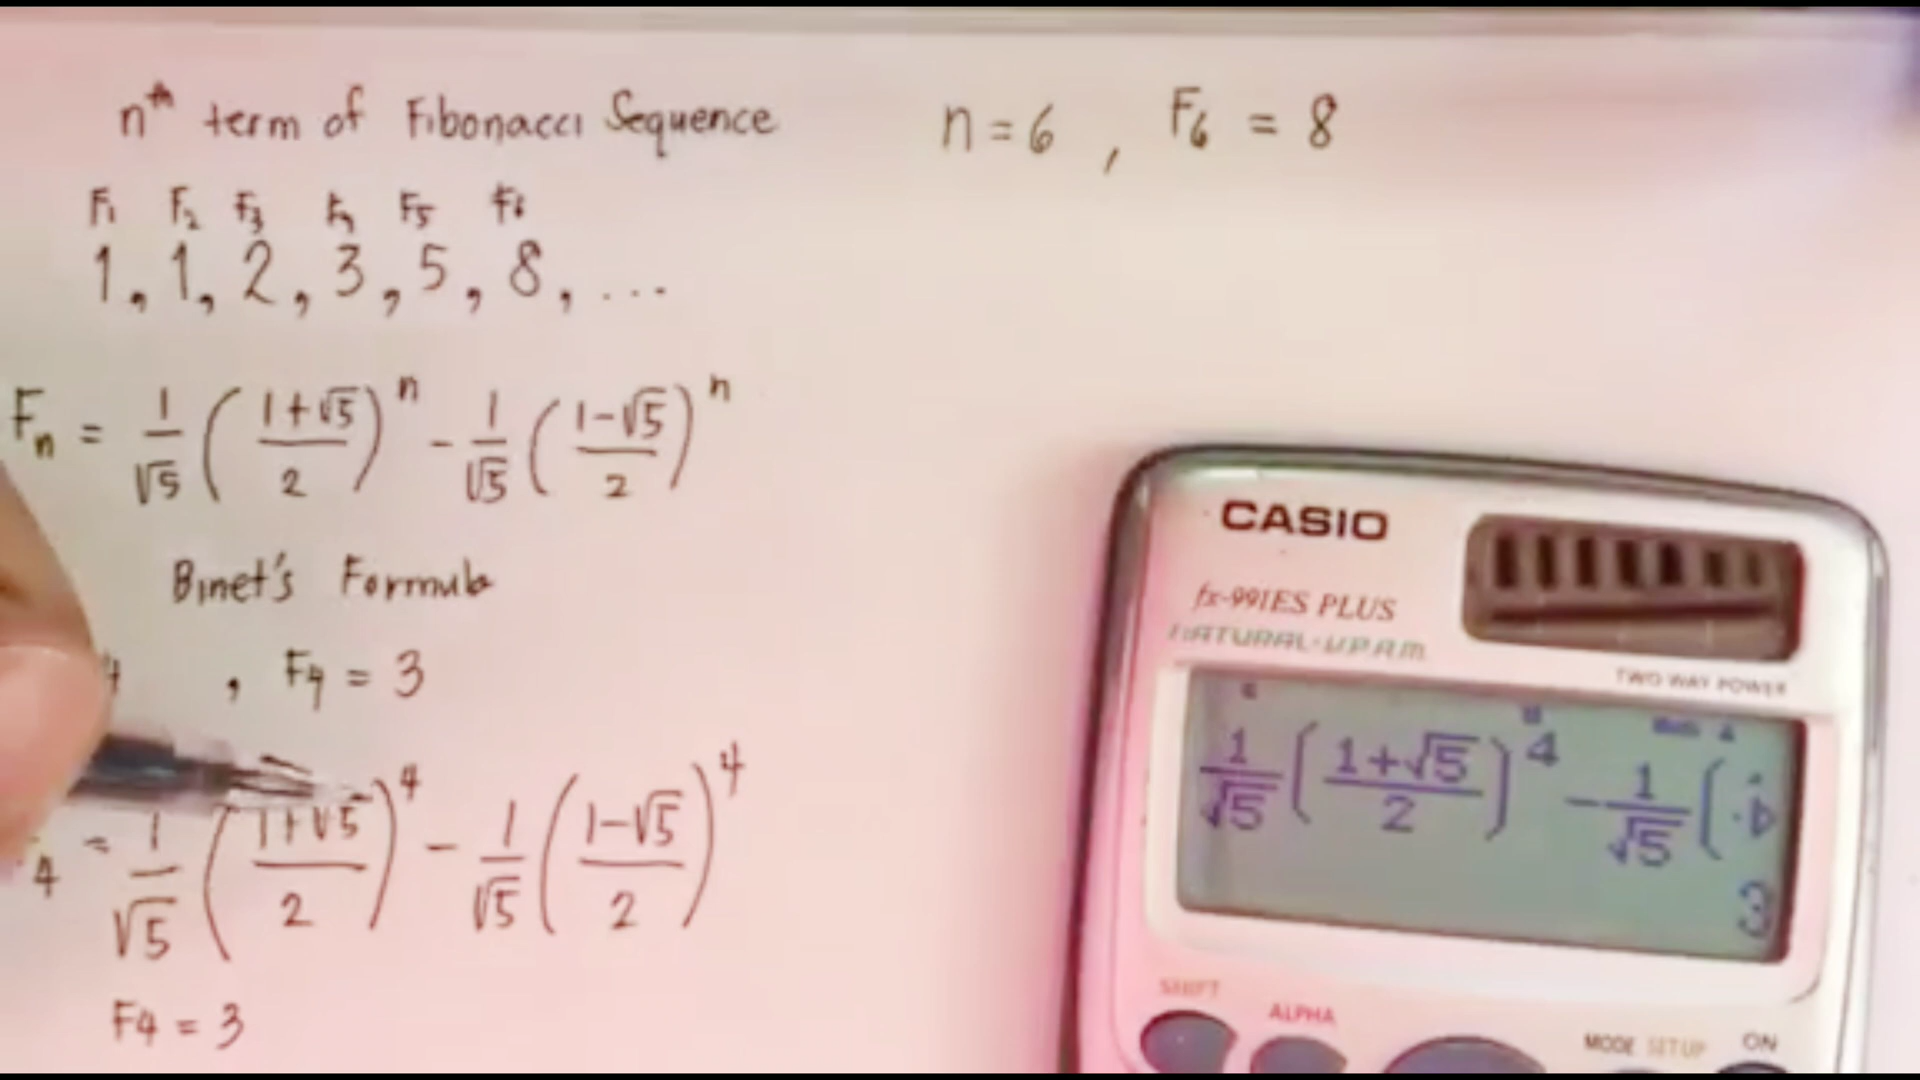 nth term of Fibonacci Sequence
n = 6 , F6 = 8
F1 F2 F3 F4 F5 F6
1, 1, 2, 3, 5, 8, ...
Fn = 1/√5 ( (1+√5)/2 )^n - 1/√5 ( (1-√5)/2 )^n
Binet's Formula
, F4 = 3
4 = 1/√5 ( (1+√5)/2 )^4 - 1/√5 ( (1-√5)/2 )^4
F4 = 3
CASIO
fx-991ES PLUS
NATURAL-V.P.A.M.
TWO WAY POWER
1/√5 ( (1+√5)/2 )^4 - 1/√5 (
3
SHIFT
ALPHA
MODE SETUP
ON